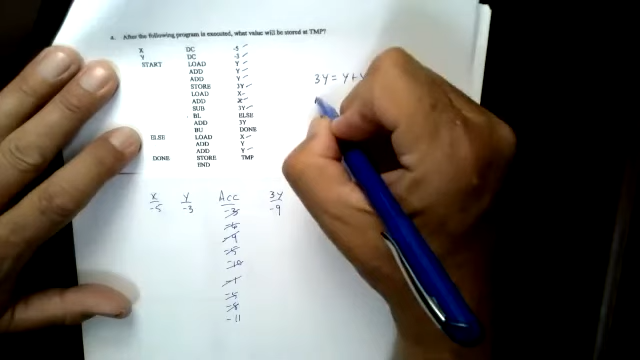 a. After the following program is executed, what value will be stored at TMP?
X DC -5
Y DC -3
START LOAD Y
ADD Y
ADD Y
STORE 3Y
LOAD X
ADD X
SUB 3Y
BL ELSE
ADD 3Y
BU DONE
ELSE LOAD X
ADD Y
ADD Y
DONE STORE TMP
END
3Y = Y + Y
X Y Acc 3Y
-5 -3 -3 -9
-6
-9
-5
-10
-1
-5
-8
-11